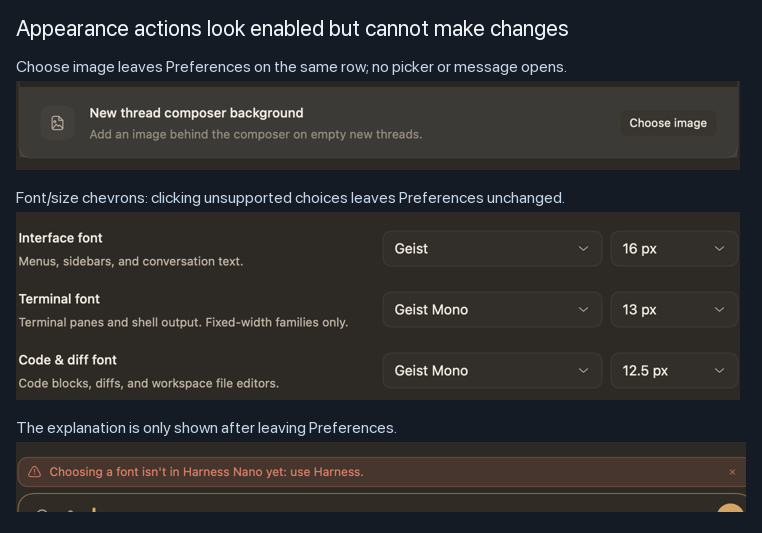 Appearance actions look enabled but cannot make changes
Choose image leaves Preferences on the same row; no picker or message opens.
New thread composer background
Add an image behind the composer on empty new threads.
Choose image
Font/size chevrons: clicking unsupported choices leaves Preferences unchanged.
Interface font
Menus, sidebars, and conversation text.
Geist
16 px
Terminal font
Terminal panes and shell output. Fixed-width families only.
Geist Mono
13 px
Code & diff font
Code blocks, diffs, and workspace file editors.
Geist Mono
12.5 px
The explanation is only shown after leaving Preferences.
Choosing a font isn't in Harness Nano yet: use Harness.